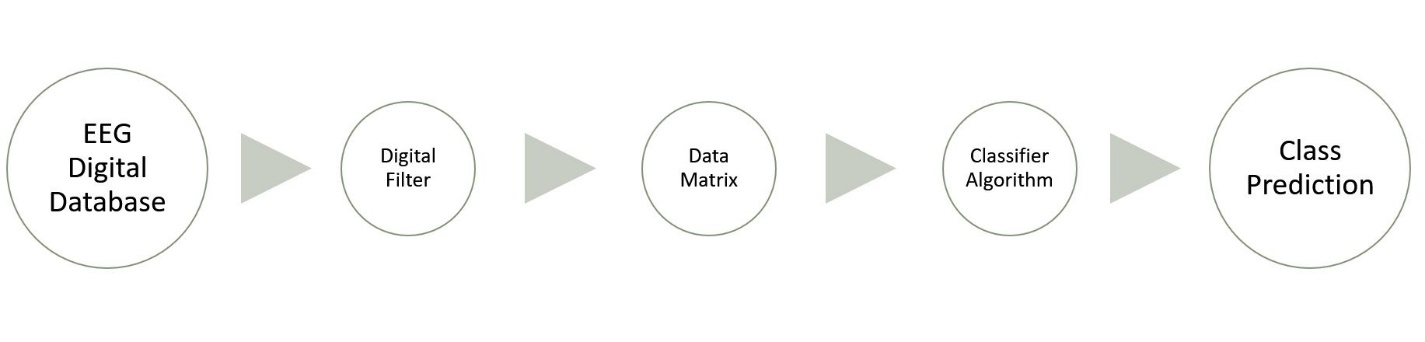 EEG
Digital
Database
Digital
Filter
Data
Matrix
Classifier
Algorithm
Class
Prediction